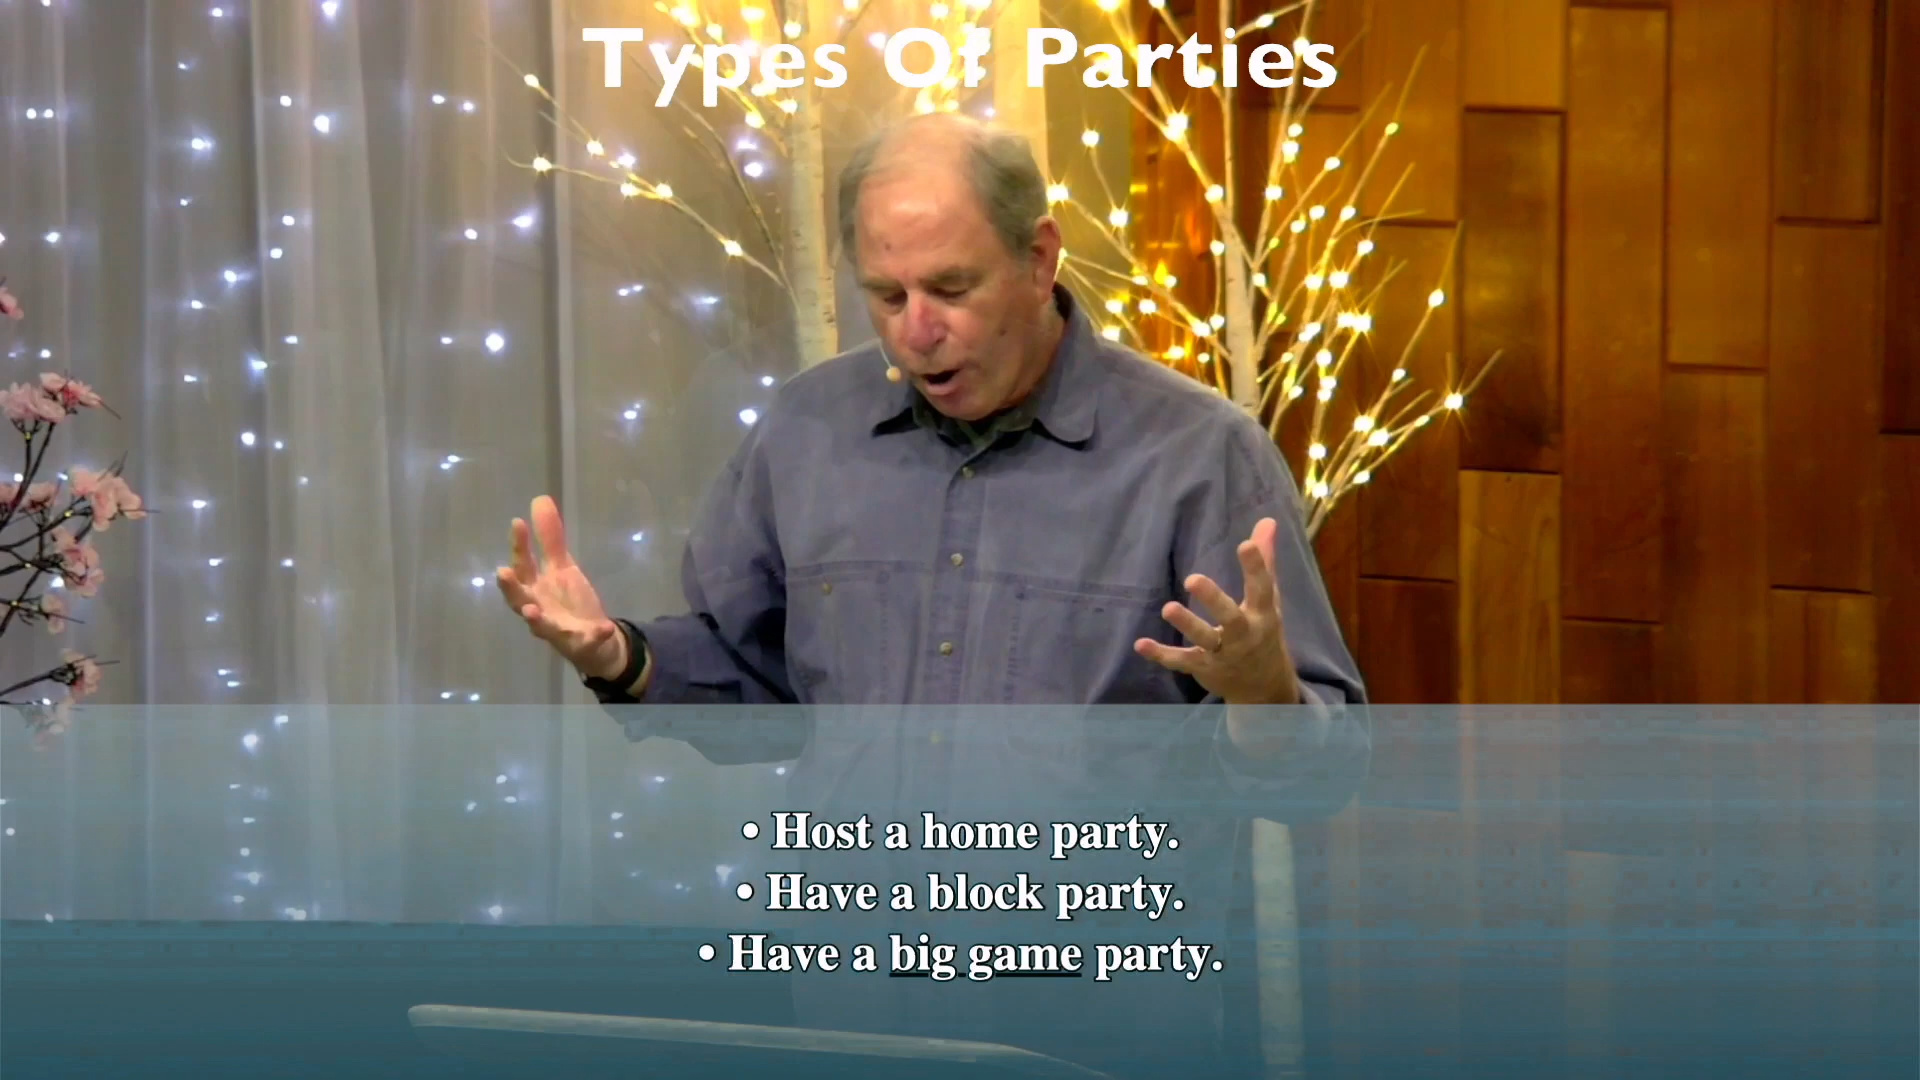 Types Of Parties
• Host a home party.
• Have a block party.
• Have a big game party.